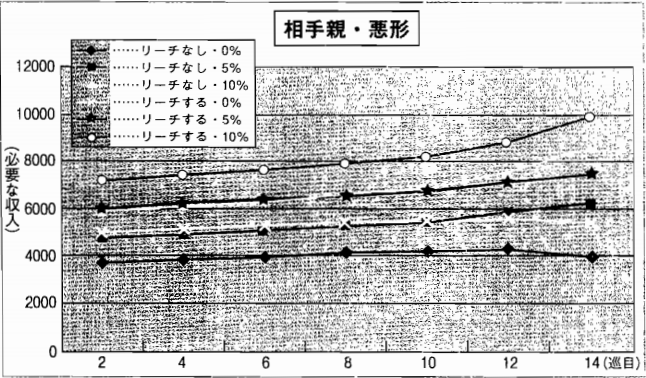 相手親・悪形
……リーチなし・0%
……リーチなし・5%
……リーチなし・10%
……リーチする・0%
……リーチする・5%
……リーチする・10%
(必要な収入)
12000
10000
8000
6000
4000
2000
0
2 4 6 8 10 12 14 (巡目)